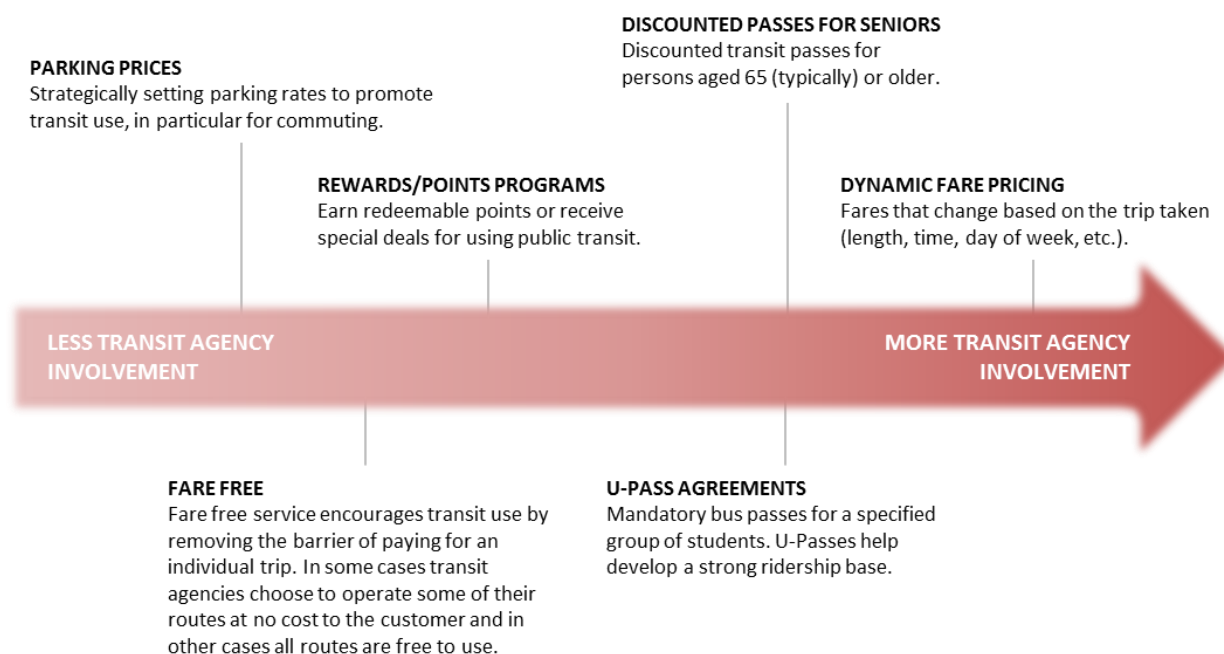 DISCOUNTED PASSES FOR SENIORS
Discounted transit passes for
persons aged 65 (typically) or older.
PARKING PRICES
Strategically setting parking rates to promote
transit use, in particular for commuting.
REWARDS/POINTS PROGRAMS
Earn redeemable points or receive
special deals for using public transit.
DYNAMIC FARE PRICING
Fares that change based on the trip taken
(length, time, day of week, etc.).
LESS TRANSIT AGENCY
INVOLVEMENT
MORE TRANSIT AGENCY
INVOLVEMENT
FARE FREE
Fare free service encourages transit use by
removing the barrier of paying for an
individual trip. In some cases transit
agencies choose to operate some of their
routes at no cost to the customer and in
other cases all routes are free to use.
U-PASS AGREEMENTS
Mandatory bus passes for a specified
group of students. U-Passes help
develop a strong ridership base.